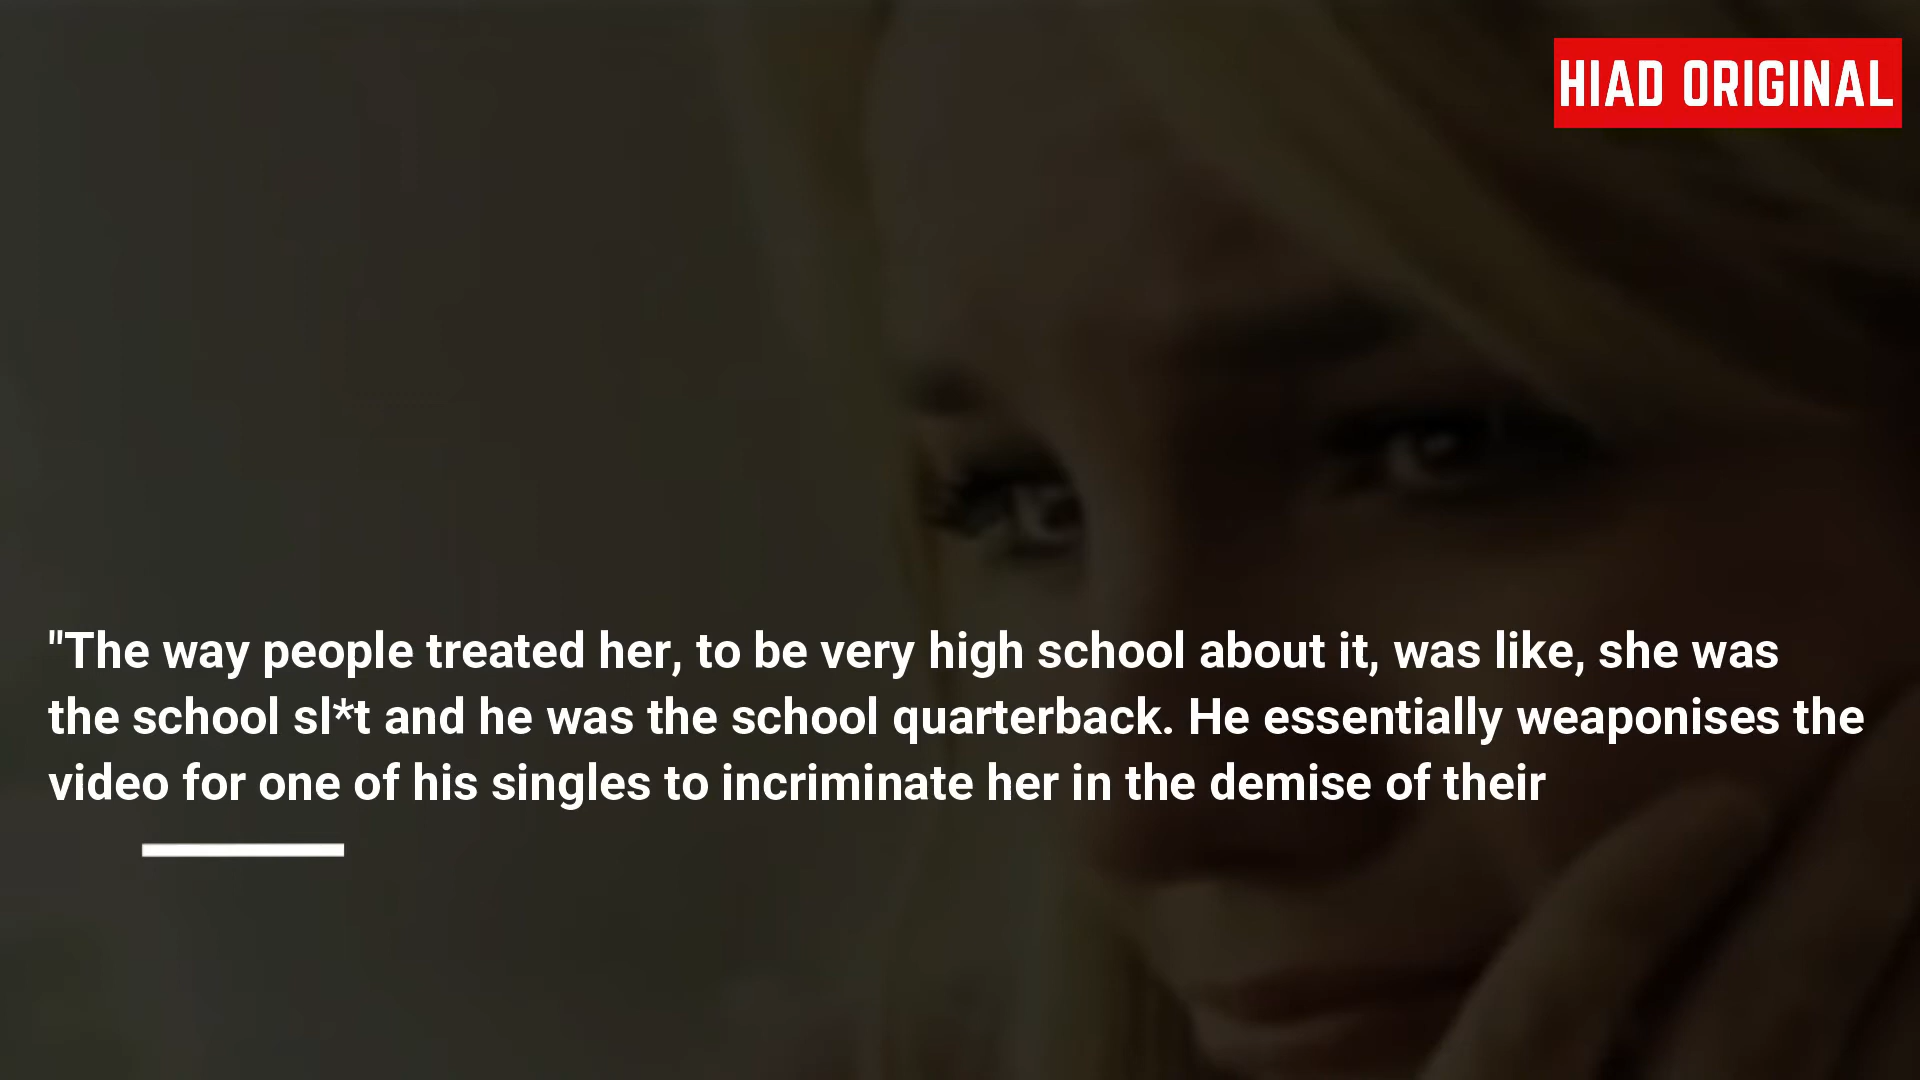 HIAD ORIGINAL
"The way people treated her, to be very high school about it, was like, she was
the school sl*t and he was the school quarterback. He essentially weaponises the
video for one of his singles to incriminate her in the demise of their